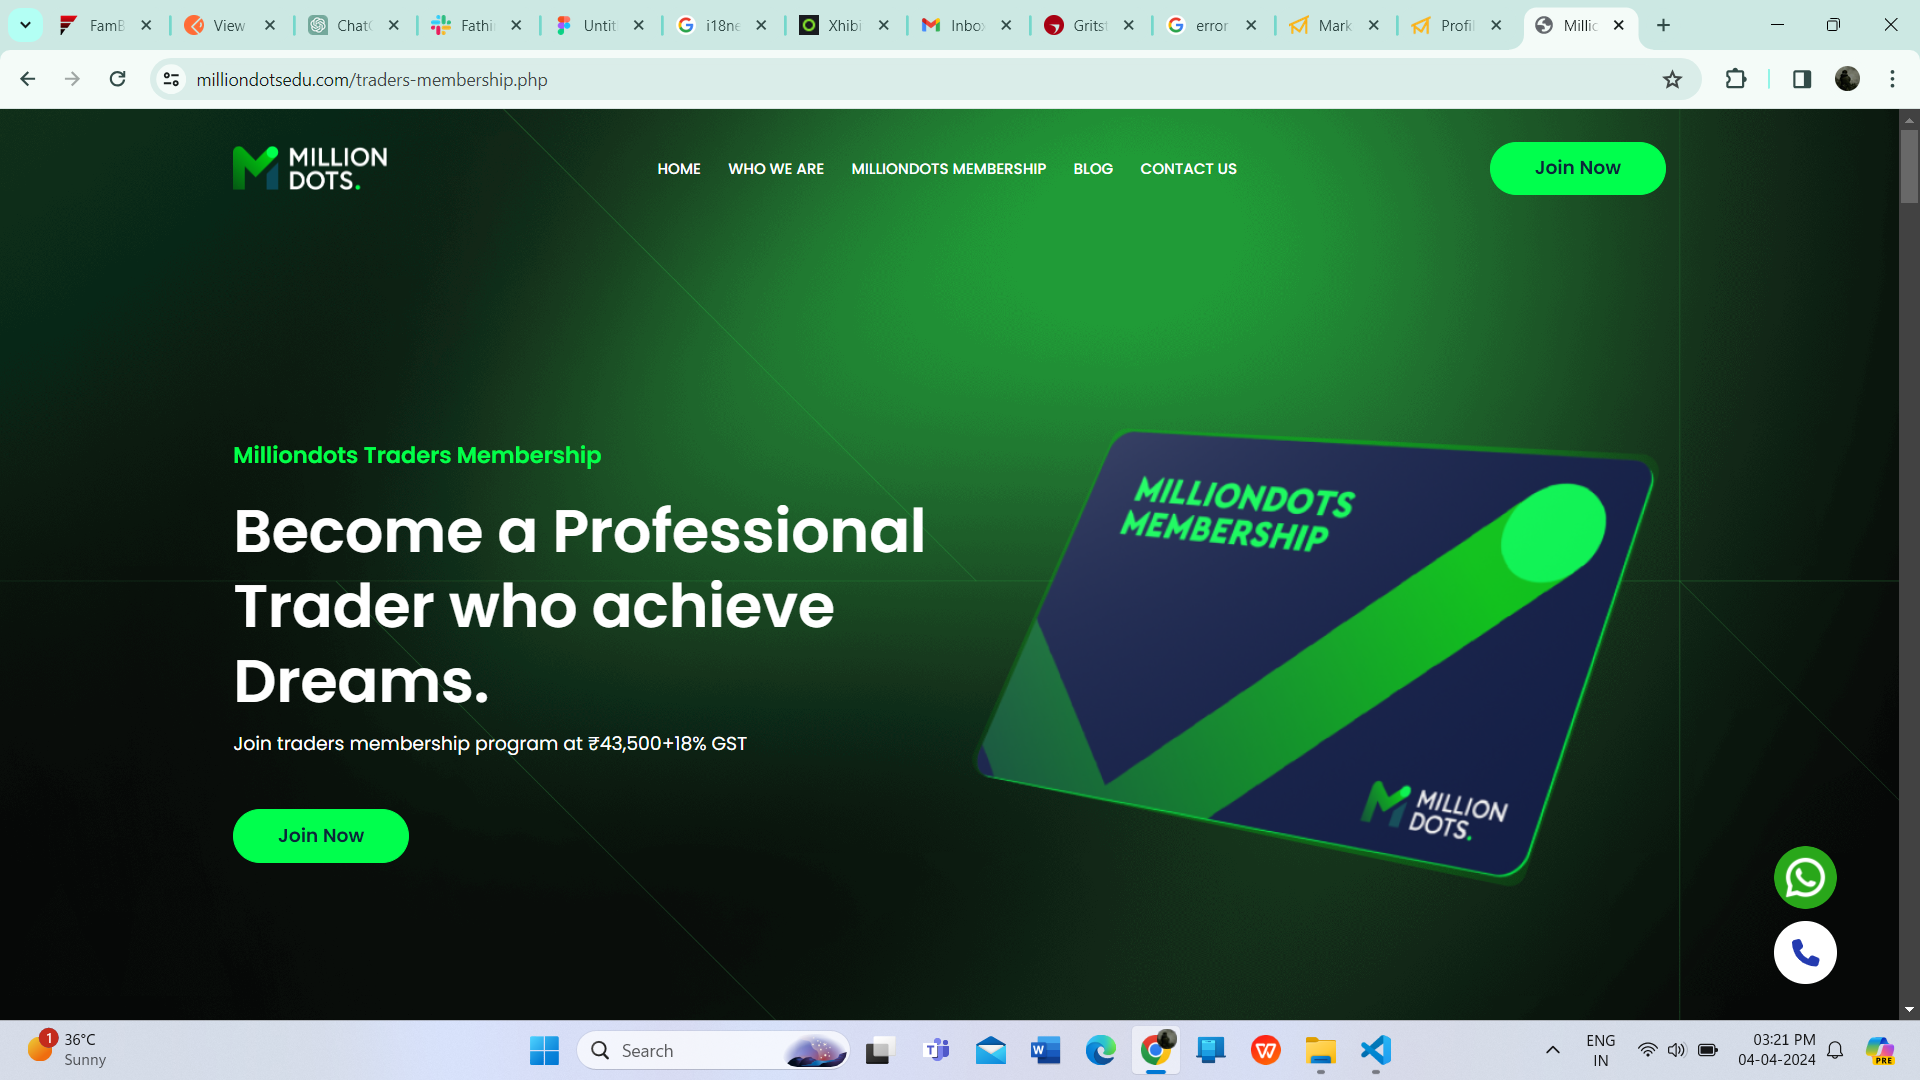 FamB
View
Chat
Fathi
Untit
i18ne
Xhibi
Inbox
Grits
error
Mark
Profil
Millic
milliondotsedu.com/traders-membership.php
MILLION
DOTS.
HOME
WHO WE ARE
MILLIONDOTS MEMBERSHIP
BLOG
CONTACT US
Join Now
Milliondots Traders Membership
Become a Professional
Trader who achieve
Dreams.
Join traders membership program at ₹43,500+18% GST
Join Now
MILLIONDOTS
MEMBERSHIP
MILLION
DOTS.
1
36°C
Sunny
Search
ENG
IN
03:21 PM
04-04-2024
PRE